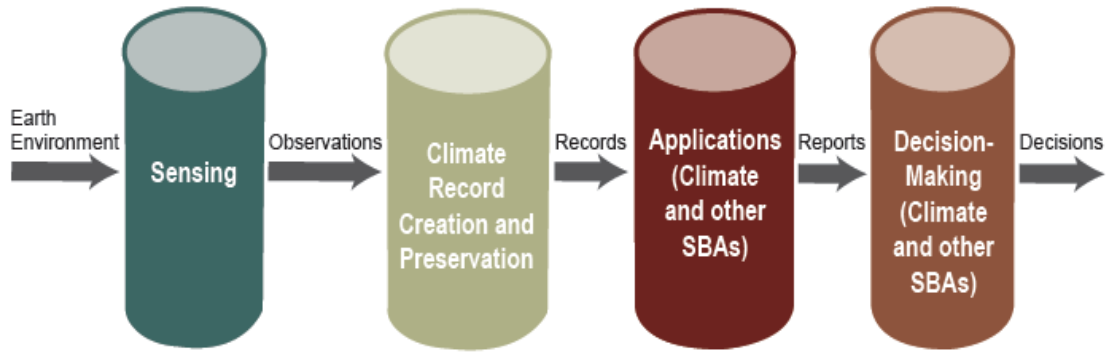 Earth
Environment
Sensing
Observations
Climate
Record
Creation and
Preservation
Records
Applications
(Climate
and other
SBAs)
Reports
Decision-
Making
(Climate
and other
SBAs)
Decisions